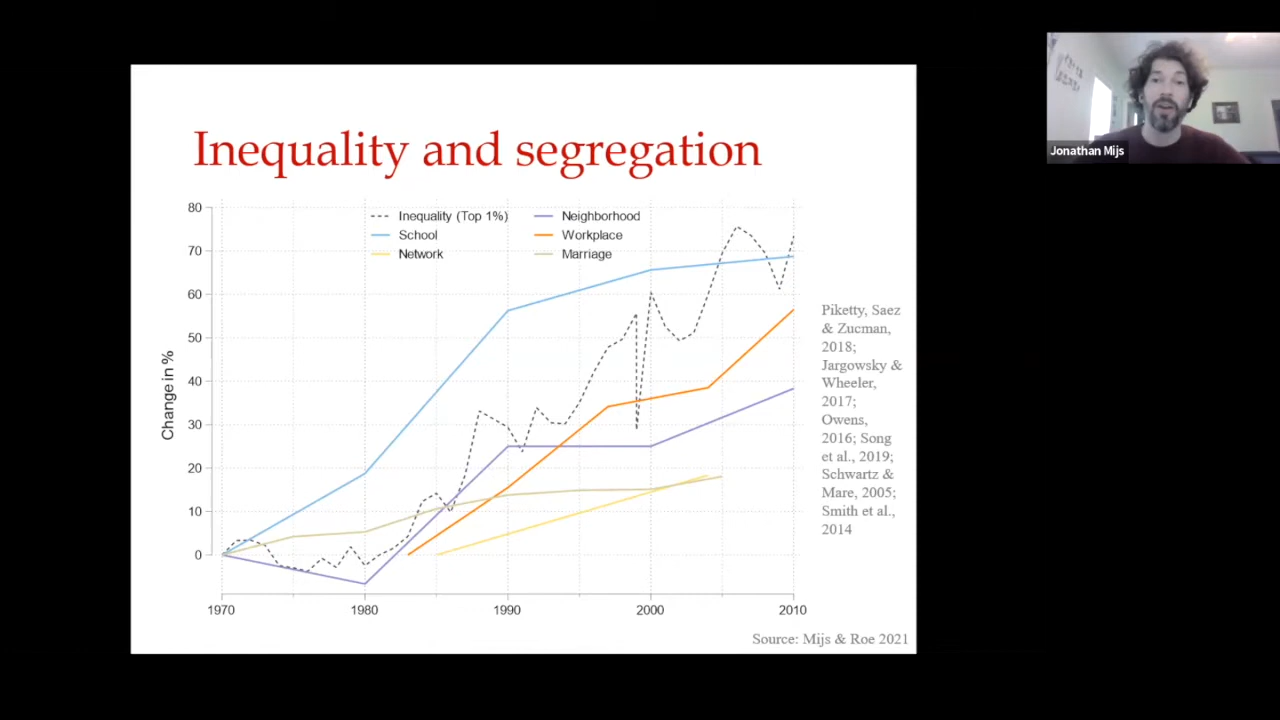 Inequality and segregation
80
70
60
50
40
30
20
10
0
Change in %
Inequality (Top 1%)
School
Network
Neighborhood
Workplace
Marriage
1970
1980
1990
2000
2010
Piketty, Saez
& Zucman,
2018;
Jargowsky &
Wheeler,
2017;
Owens,
2016; Song
et al., 2019;
Schwartz &
Mare, 2005;
Smith et al.,
2014
Source: Mijs & Roe 2021
Jonathan Mijs